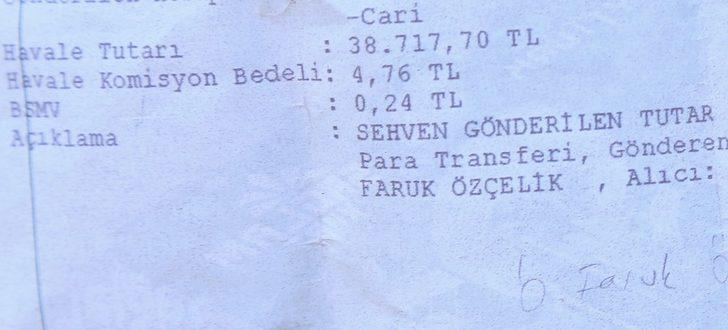 -Cari
Havale Tutarı : 38.717,70 TL
Havale Komisyon Bedeli: 4,76 TL
BSMV : 0,24 TL
Açıklama : SEHVEN GÖNDERİLEN TUTAR
Para Transferi, Gönderen
FARUK ÖZÇELİK , Alıcı:
Ö. Faruk Ö